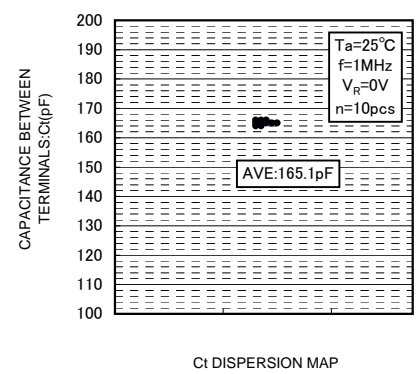 CAPACITANCE BETWEEN
TERMINALS:Ct(pF)
200
190
180
170
160
150
140
130
120
110
100
Ta=25℃
f=1MHz
VR=0V
n=10pcs
AVE:165.1pF
Ct DISPERSION MAP